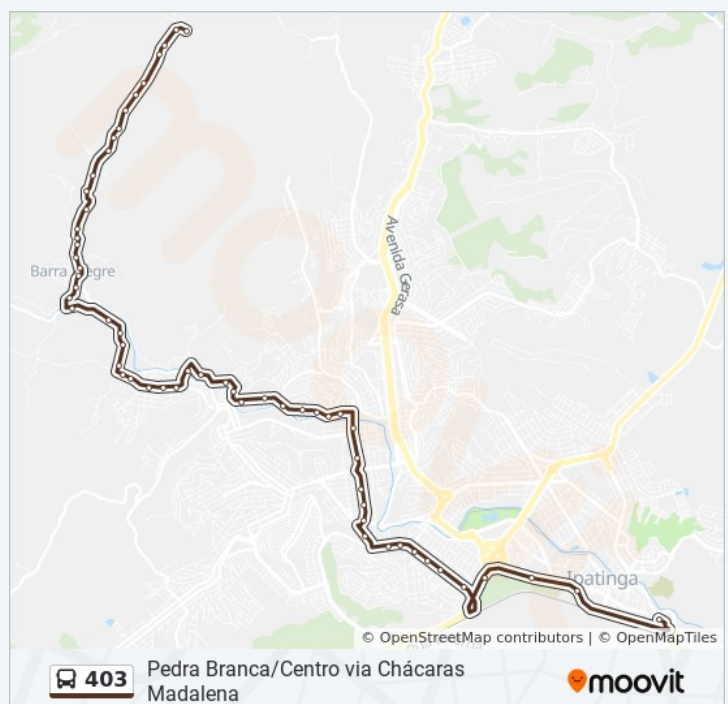 Avenida Gerasa
Barra Alegre
Ipatinga
© OpenStreetMap contributors | © OpenMapTiles
403
Pedra Branca/Centro via Chácaras
Madalena
moovit